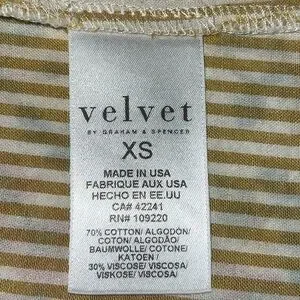 velvet
BY GRAHAM & SPENCER
XS
MADE IN USA
FABRIQUE AUX USA
HECHO EN EE.UU
CA# 42241
RN# 109220
70% COTTON/ ALGODÓN/
COTON/ ALGODÃO/
BAUMWOLLE/ COTONE/
KATOEN/
30% VISCOSE/ VISCOSA/
VISCOSE/ VISCOSA/